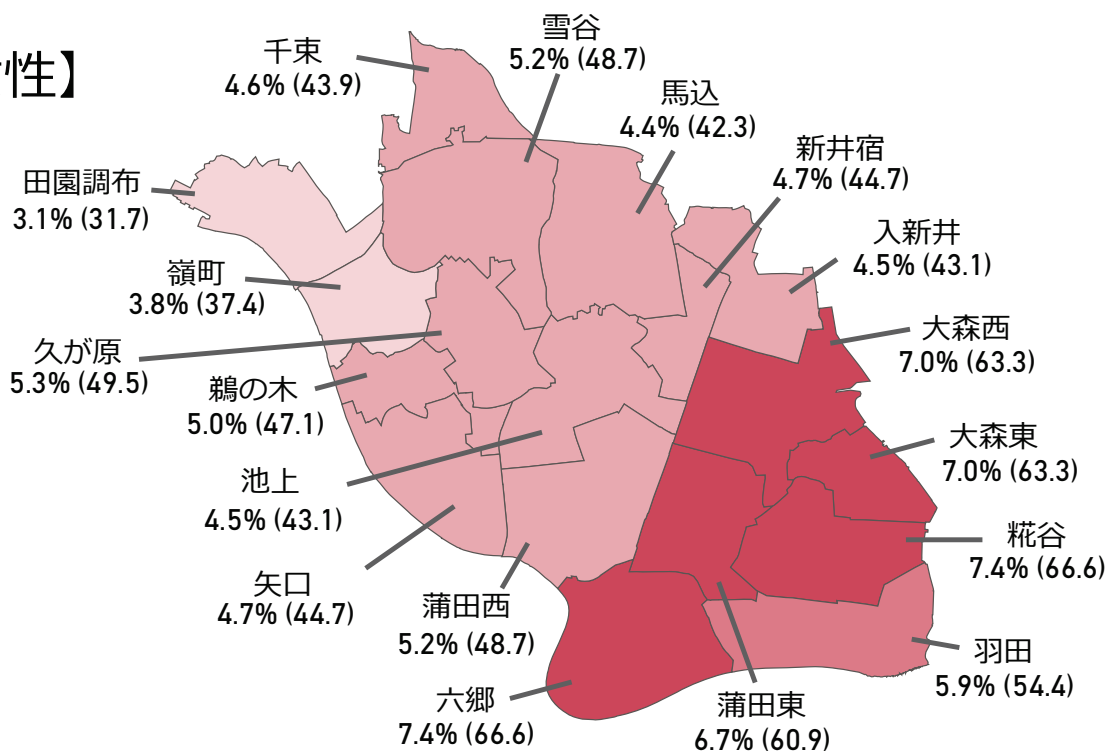 性】
千束
4.6% (43.9)
雪谷
5.2% (48.7)
馬込
4.4% (42.3)
新井宿
4.7% (44.7)
田園調布
3.1% (31.7)
入新井
4.5% (43.1)
嶺町
3.8% (37.4)
大森西
7.0% (63.3)
久が原
5.3% (49.5)
鵜の木
5.0% (47.1)
大森東
7.0% (63.3)
池上
4.5% (43.1)
糀谷
7.4% (66.6)
矢口
4.7% (44.7)
蒲田西
5.2% (48.7)
羽田
5.9% (54.4)
六郷
7.4% (66.6)
蒲田東
6.7% (60.9)